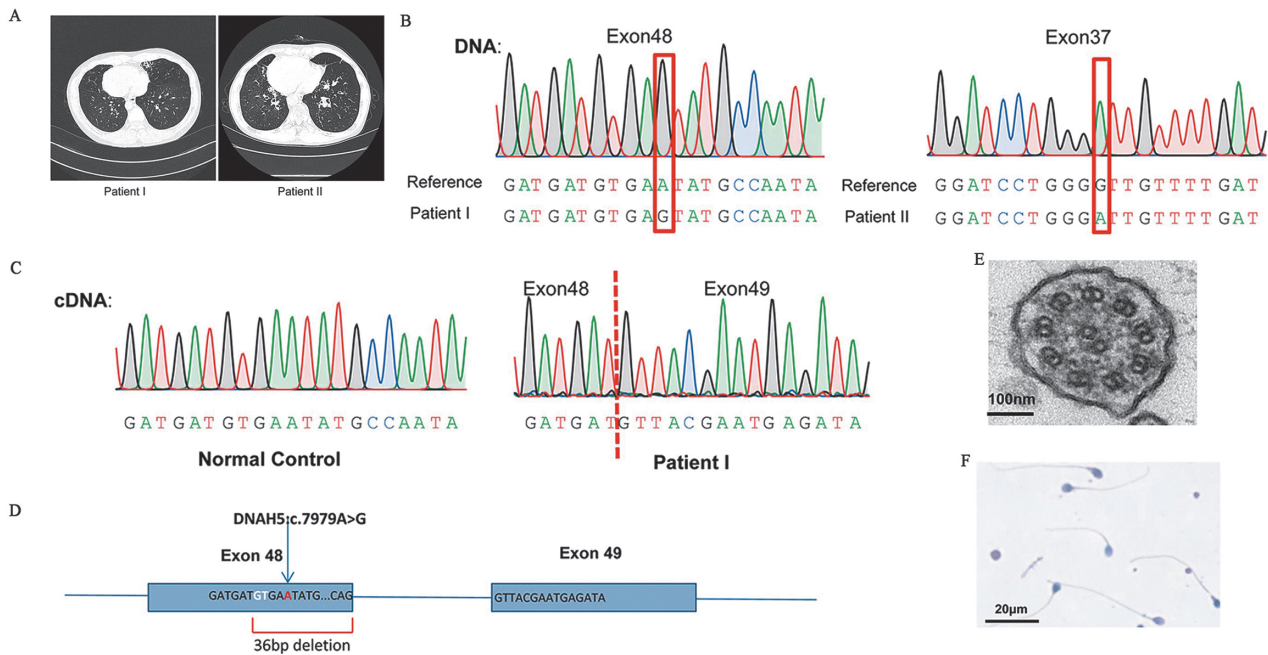 A
Patient I
Patient II
B
DNA:
Exon48
Reference
GATGATGTGAATATGCCAATA
Patient I
GATGATGTGAGTATGCCAATA
Exon37
Reference
GGATCCTGGGGTTGTTTTGAT
Patient II
GGATCCTGGGATTGTTTTGAT
C
cDNA:
GATGATGTGAATATGCCAATA
Normal Control
Exon48
Exon49
GATGATGTTACGAATGAGATA
Patient I
D
DNAH5:c.7979A>G
Exon 48
GATGATGTGAATATG...CAG
36bp deletion
Exon 49
GTTACGAATGAGATA
E
100nm
F
20μm